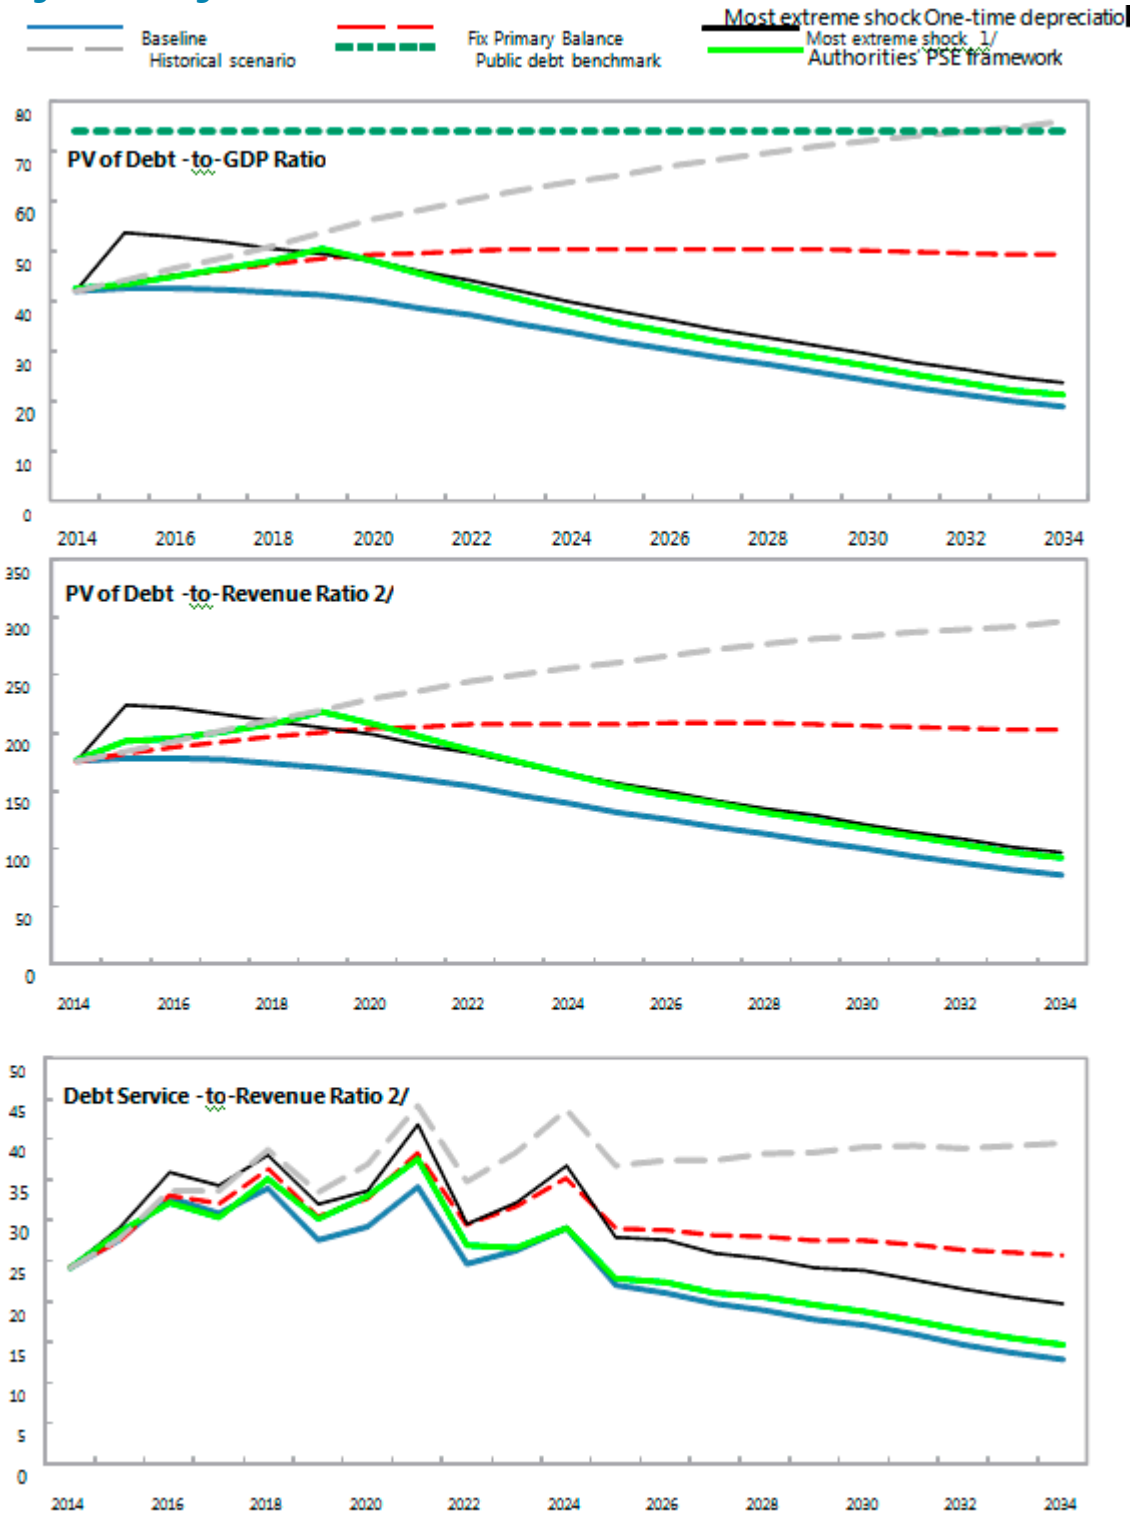 Most extreme shock One-time depreciatio
Baseline
Fix Primary Balance
Most extreme shock 1/
Historical scenario
Public debt benchmark
Authorities' PSE framework
80
70
60
50
40
30
20
10
0
PV of Debt -to-GDP Ratio
2014 2016 2018 2020 2022 2024 2026 2028 2030 2032 2034
350
300
250
200
150
100
50
0
PV of Debt -to-Revenue Ratio 2/
2014 2016 2018 2020 2022 2024 2026 2028 2030 2032 2034
50
45
40
35
30
25
20
15
10
5
0
Debt Service -to-Revenue Ratio 2/
2014 2016 2018 2020 2022 2024 2026 2028 2030 2032 2034